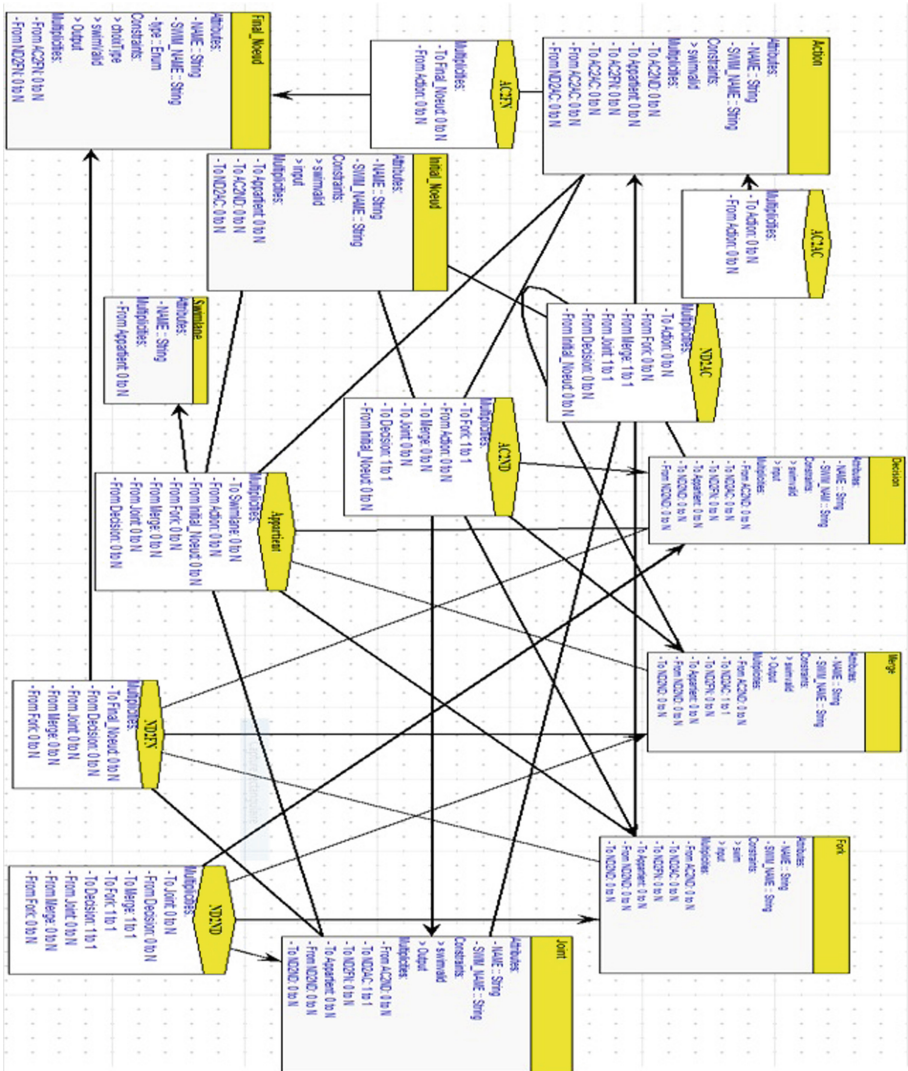 Action
Attributes:
- NAME :: String
- SWM_NAME :: String
Constraints:
> swimvalid
Multiplicities:
- To AC2ND: 0 to N
- To Appartient: 0 to N
- To AC2FN: 0 to N
- To AC2AC: 0 to N
- From AC2AC: 0 to N
- From ND2AC: 0 to N
AC2AC
Multiplicities:
- To Action: 0 to N
- From Action: 0 to N
ND2AC
Multiplicities:
- To Action: 0 to N
- From Fork: 0 to N
- From Merge: 1 to 1
- From Joint: 1 to 1
- From Decision: 0 to N
- From Initial_Noeud: 0 to N
Decision
Attributes:
- NAME :: String
- SWM_NAM :: String
Constraints:
> swimvalid
> input
Multiplicities:
- From AC2ND: 0 to N
- To ND2AC: 0 to N
- To ND2FN: 0 to N
- To Appartient: 0 to N
- To ND2ND: 0 to N
- From ND2ND: 0 to N
Merge
Attributes:
- NAME :: String
- SWM_NAME :: String
Constraints:
> swimvalid
> Output
Multiplicities:
- From AC2ND: 0 to N
- To ND2AC: 1 to 1
- To ND2FN: 0 to N
- To Appartient: 0 to N
- From ND2ND: 0 to N
- To ND2ND: 0 to N
Fork
Attributes:
- NAME :: String
- SWM_NAME :: String
Constraints:
> swim
> input
Multiplicities:
- From AC2ND: 0 to N
- To ND2AC: 0 to N
- To ND2FN: 0 to N
- To Appartient: 0 to N
- From ND2ND: 0 to N
- To ND2ND: 0 to N
Joint
Attributes:
- NAME :: String
- SWM_NAME :: String
Constraints:
> swimvalid
> Output
Multiplicities:
- From AC2ND: 0 to N
- To ND2AC: 1 to 1
- To ND2FN: 0 to N
- To Appartient: 0 to N
- From ND2ND: 0 to N
- To ND2ND: 0 to N
AC2FN
Multiplicities:
- To Final_Noeud: 0 to N
- From Action: 0 to N
AC2ND
Multiplicities:
- To Fork: 1 to 1
- From Action: 0 to N
- To Merge: 0 to N
- To Joint: 0 to N
- To Decision: 1 to 1
- From Initial_Noeud: 0 to N
Initial_Noeud
Attributes:
- NAME :: String
- SWM_NAME :: String
Constraints:
> swimvalid
> input
Multiplicities:
- To Appartient: 0 to N
- To AC2ND: 0 to N
- To ND2AC: 0 to N
Final_Noeud
Attributes:
- NAME :: String
- SWM_NAME :: String
- type :: Enum
Constraints:
> choixType
> swimvalid
> Output
Multiplicities:
- From AC2FN: 0 to N
- From ND2FN: 0 to N
Swimlane
Attributes:
- NAME :: String
Multiplicities:
- From Appartient: 0 to N
Appartient
Multiplicities:
- To Swimlane: 0 to N
- From Action: 0 to N
- From Initial_Noeud: 0 to N
- From Fork: 0 to N
- From Merge: 0 to N
- From Joint: 0 to N
- From Decision: 0 to N
ND2FN
Multiplicities:
- To Final_Noeud: 0 to N
- From Decision: 0 to N
- From Joint: 0 to N
- From Merge: 0 to N
- From Fork: 0 to N
ND2ND
Multiplicities:
- To Joint: 0 to N
- From Decision: 0 to N
- To Merge: 1 to 1
- To Fork: 1 to 1
- To Decision: 1 to 1
- From Joint: 0 to N
- From Merge: 0 to N
- From Fork: 0 to N